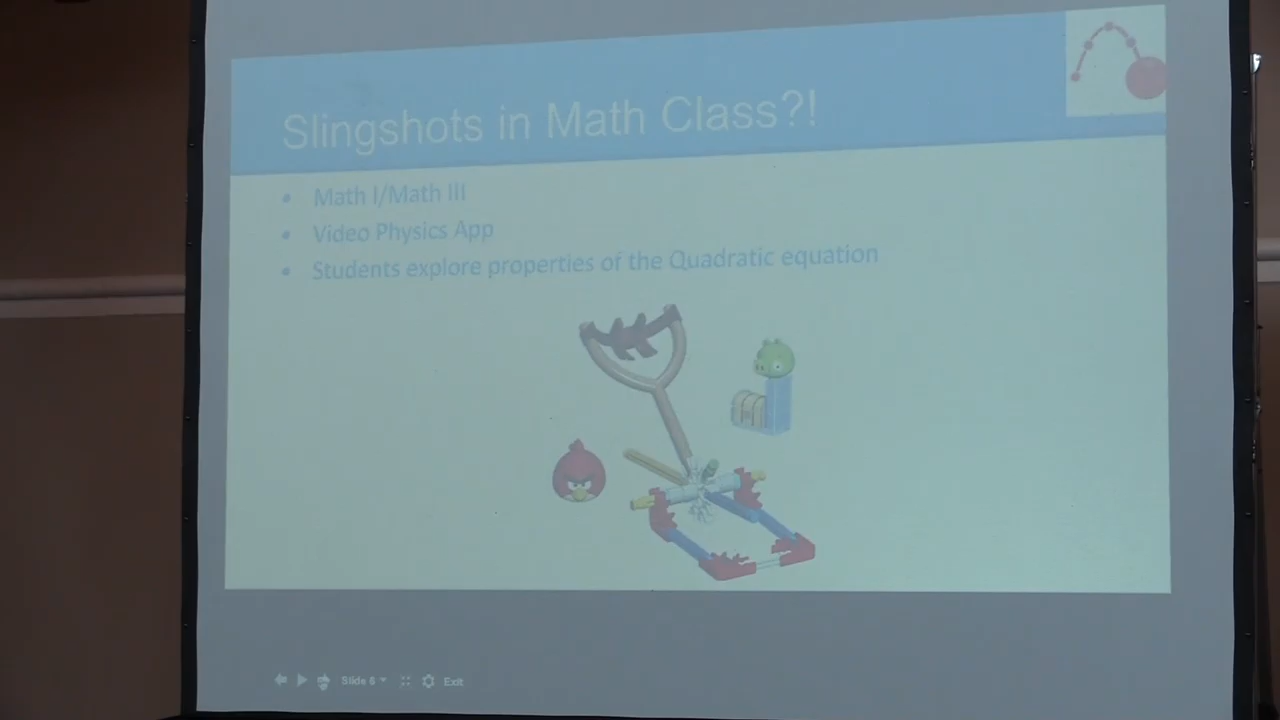 Slingshots in Math Class?!
• Math I/Math III
• Video Physics App
• Students explore properties of the Quadratic equation
Slide 6
Exit